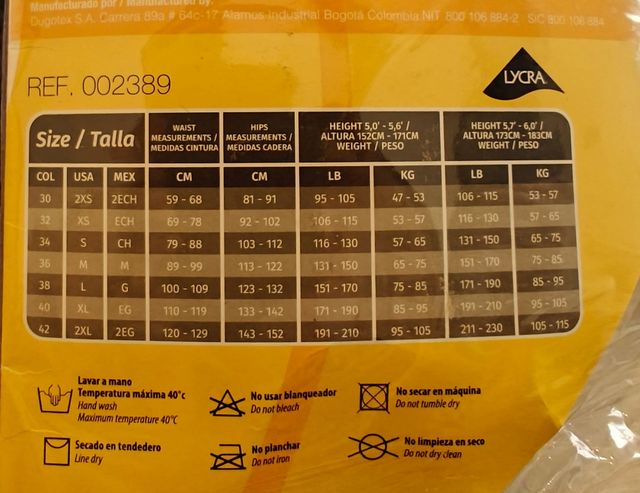 Manufacturado por / Manufactured by:
Dugotex S.A. Carrera 89a # 64c-17 Alamos Industrial Bogotá Colombia NIT 800 106 884-2 SIC 800 106 884
REF. 002389
LYCRA
Size / Talla
WAIST MEASUREMENTS / MEDIDAS CINTURA
HIPS MEASUREMENTS / MEDIDAS CADERA
HEIGHT 5,0' - 5,6' / ALTURA 152CM - 171CM WEIGHT / PESO
HEIGHT 5,7' - 6,0' / ALTURA 173CM - 183CM WEIGHT / PESO
COL USA MEX CM CM LB KG LB KG
30 2XS 2ECH 59 - 68 81 - 91 95 - 105 47 - 53 106 - 115 53 - 57
32 XS ECH 69 - 78 92 - 102 106 - 115 53 - 57 116 - 130 57 - 65
34 S CH 79 - 88 103 - 112 116 - 130 57 - 65 131 - 150 65 - 75
36 M M 89 - 99 113 - 122 131 - 150 65 - 75 151 - 170 75 - 85
38 L G 100 - 109 123 - 132 151 - 170 75 - 85 171 - 190 85 - 95
40 XL EG 110 - 119 133 - 142 171 - 190 85 - 95 191 - 210 95 - 105
42 2XL 2EG 120 - 129 143 - 152 191 - 210 95 - 105 211 - 230 105 - 115
Lavar a mano
Temperatura máxima 40°c
Hand wash
Maximum temperature 40°C
No usar blanqueador
Do not bleach
No secar en máquina
Do not tumble dry
Secado en tendedero
Line dry
No planchar
Do not iron
No limpieza en seco
Do not dry clean